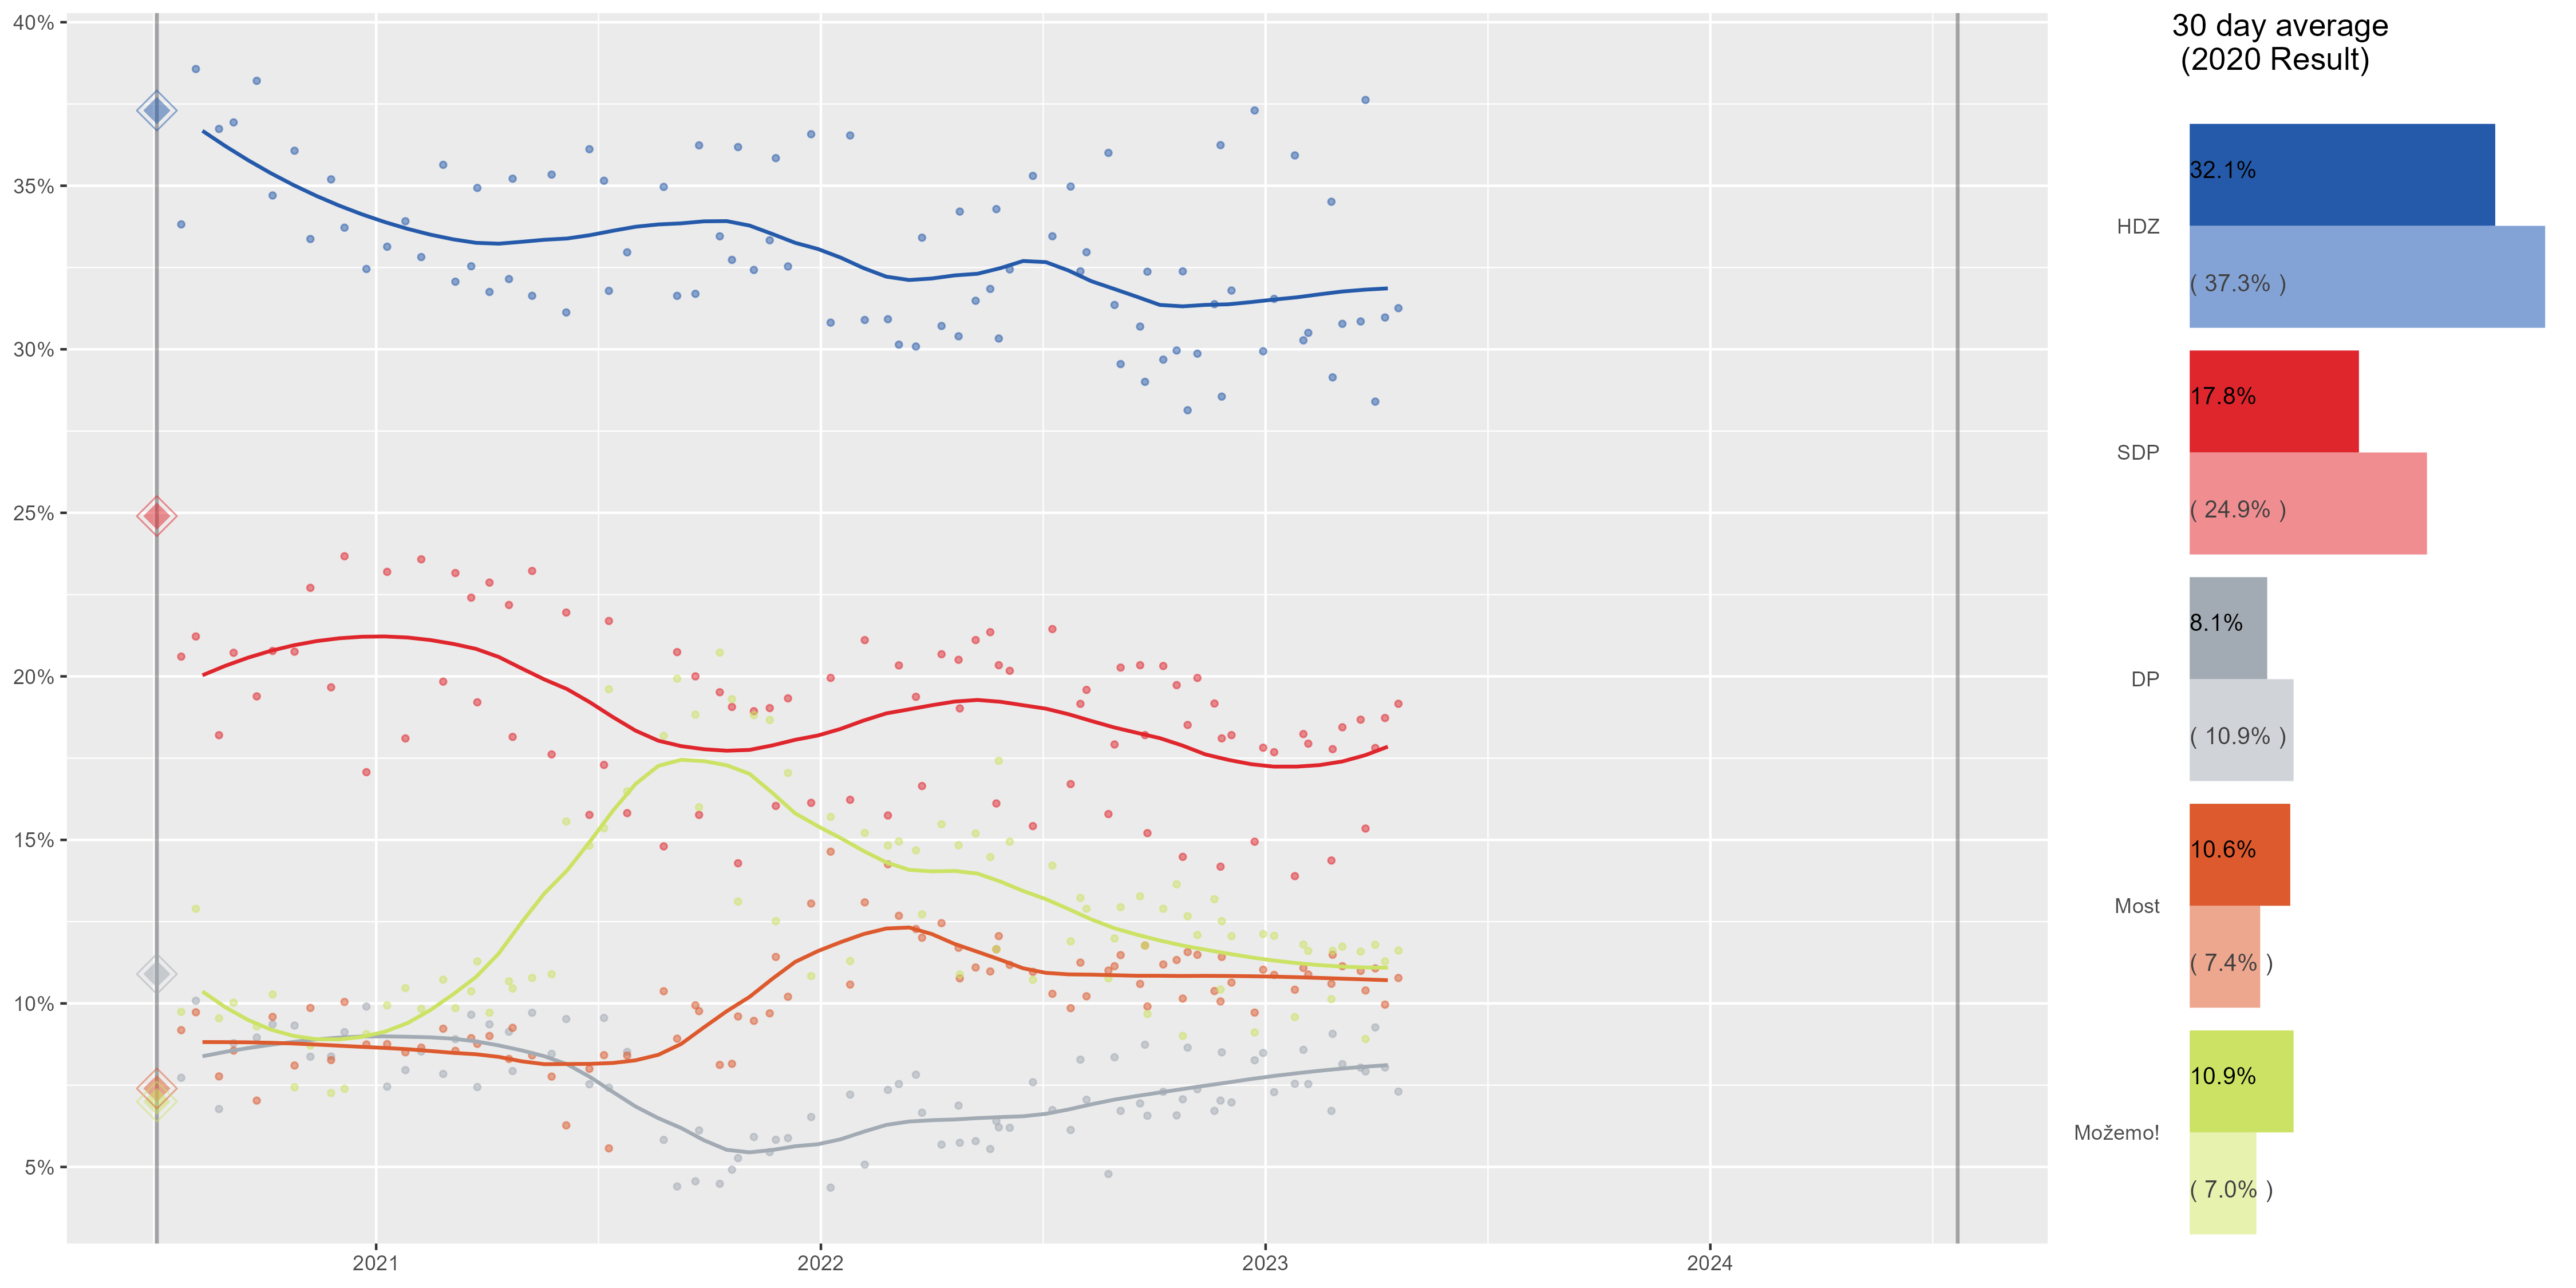 40%
35%
30%
25%
20%
15%
10%
5%
2021
2022
2023
2024
30 day average
(2020 Result)
HDZ
32.1%
( 37.3% )
SDP
17.8%
( 24.9% )
DP
8.1%
( 10.9% )
Most
10.6%
( 7.4% )
Možemo!
10.9%
( 7.0% )